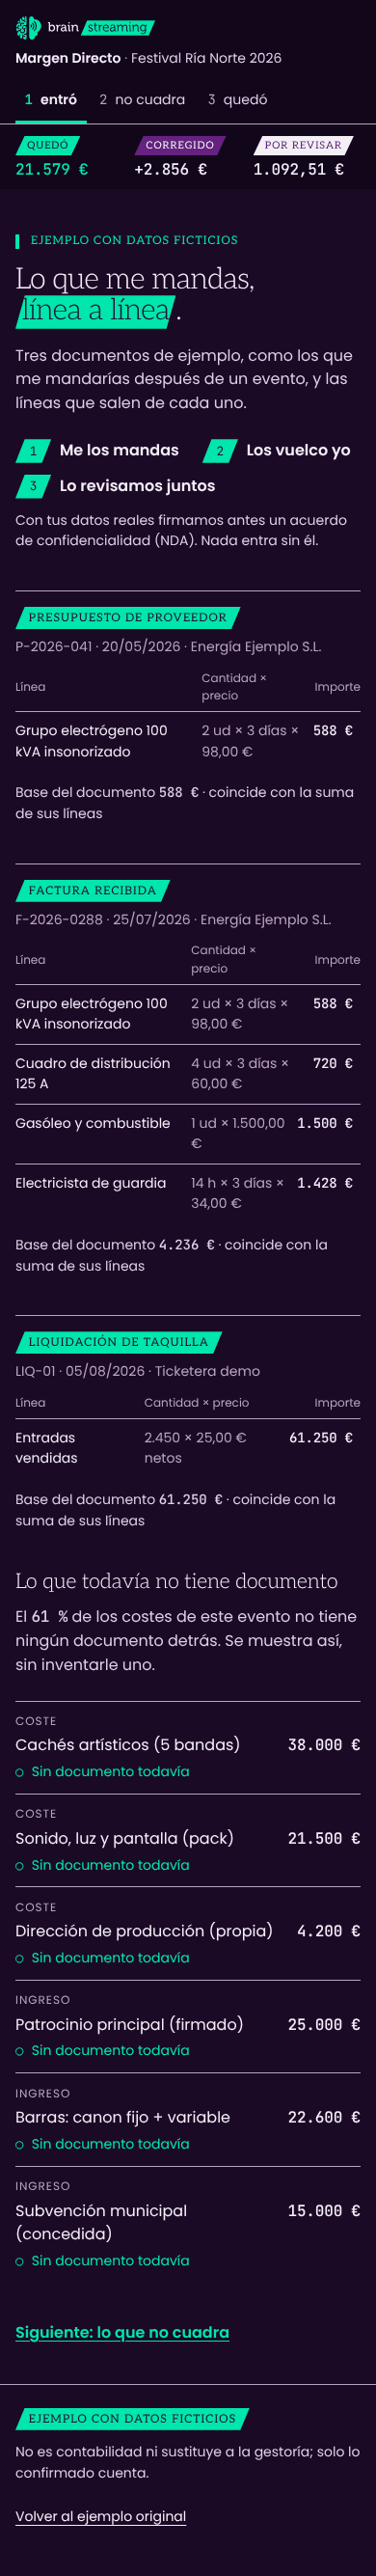 brain streaming
Margen Directo · Festival Ría Norte 2026
1 entró 2 no cuadra 3 quedó
QUEDÓ CORREGIDO POR REVISAR
21.579 € +2.856 € 1.092,51 €
EJEMPLO CON DATOS FICTICIOS
Lo que me mandas,
línea a línea.
Tres documentos de ejemplo, como los que
me mandarías después de un evento, y las
líneas que salen de cada uno.
1 Me los mandas 2 Los vuelco yo
3 Lo revisamos juntos
Con tus datos reales firmamos antes un acuerdo
de confidencialidad (NDA). Nada entra sin él.
PRESUPUESTO DE PROVEEDOR
P-2026-041 · 20/05/2026 · Energía Ejemplo S.L.
Línea Cantidad × precio Importe
Grupo electrógeno 100 2 ud × 3 días × 588 €
kVA insonorizado 98,00 €
Base del documento 588 € · coincide con la suma
de sus líneas
FACTURA RECIBIDA
F-2026-0288 · 25/07/2026 · Energía Ejemplo S.L.
Línea Cantidad × precio Importe
Grupo electrógeno 100 2 ud × 3 días × 588 €
kVA insonorizado 98,00 €
Cuadro de distribución 4 ud × 3 días × 720 €
125 A 60,00 €
Gasóleo y combustible 1 ud × 1.500,00 1.500 €
€
Electricista de guardia 14 h × 3 días × 1.428 €
34,00 €
Base del documento 4.236 € · coincide con la
suma de sus líneas
LIQUIDACIÓN DE TAQUILLA
LIQ-01 · 05/08/2026 · Ticketera demo
Línea Cantidad × precio Importe
Entradas 2.450 × 25,00 € 61.250 €
vendidas netos
Base del documento 61.250 € · coincide con la
suma de sus líneas
Lo que todavía no tiene documento
El 61 % de los costes de este evento no tiene
ningún documento detrás. Se muestra así,
sin inventarle uno.
COSTE
Cachés artísticos (5 bandas) 38.000 €
Sin documento todavía
COSTE
Sonido, luz y pantalla (pack) 21.500 €
Sin documento todavía
COSTE
Dirección de producción (propia) 4.200 €
Sin documento todavía
INGRESO
Patrocinio principal (firmado) 25.000 €
Sin documento todavía
INGRESO
Barras: canon fijo + variable 22.600 €
Sin documento todavía
INGRESO
Subvención municipal 15.000 €
(concedida)
Sin documento todavía
Siguiente: lo que no cuadra
EJEMPLO CON DATOS FICTICIOS
No es contabilidad ni sustituye a la gestoría; solo lo
confirmado cuenta.
Volver al ejemplo original